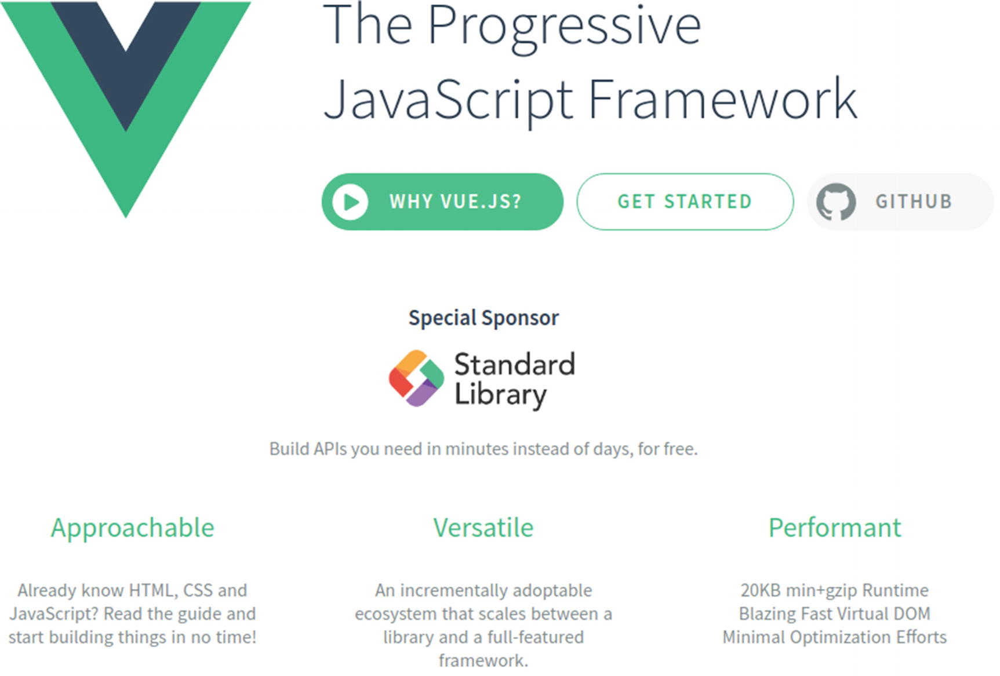 The Progressive
JavaScript Framework
WHY VUE.JS?
GET STARTED
GITHUB
Special Sponsor
Standard
Library
Build APIs you need in minutes instead of days, for free.
Approachable
Already know HTML, CSS and
JavaScript? Read the guide and
start building things in no time!
Versatile
An incrementally adoptable
ecosystem that scales between a
library and a full-featured
framework.
Performant
20KB min+gzip Runtime
Blazing Fast Virtual DOM
Minimal Optimization Efforts